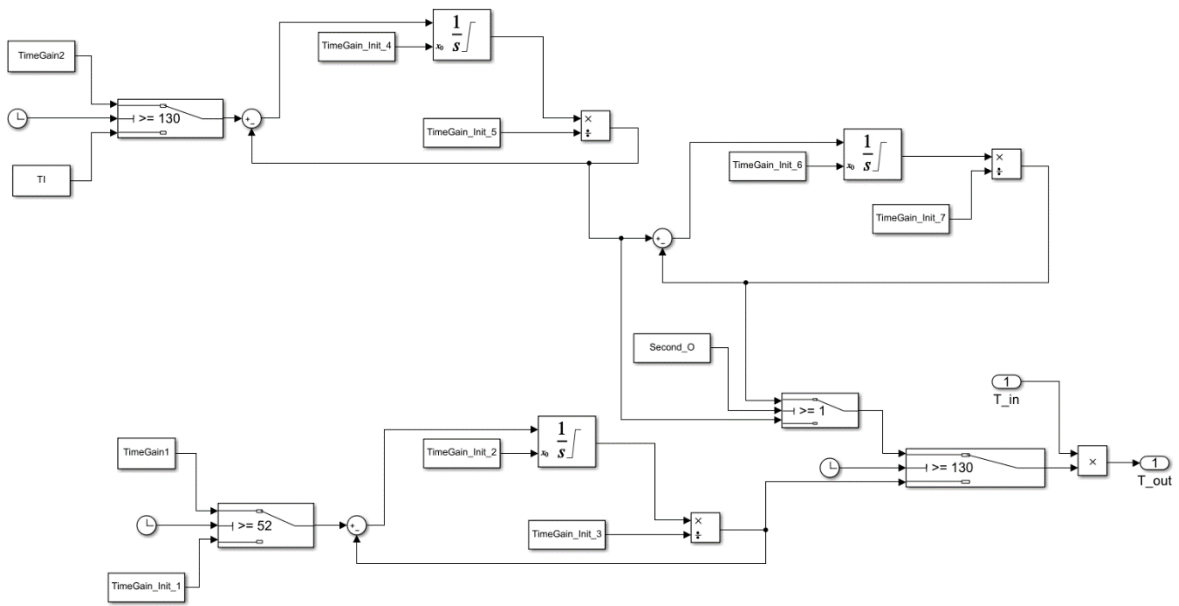 TimeGain2
>= 130
TI
TimeGain_Init_4
1
s
x₀
TimeGain_Init_5
×
÷
TimeGain_Init_6
1
s
x₀
TimeGain_Init_7
×
÷
Second_O
>= 1
1
T_in
TimeGain1
>= 52
TimeGain_Init_1
TimeGain_Init_2
1
s
x₀
TimeGain_Init_3
×
÷
>= 130
×
1
T_out